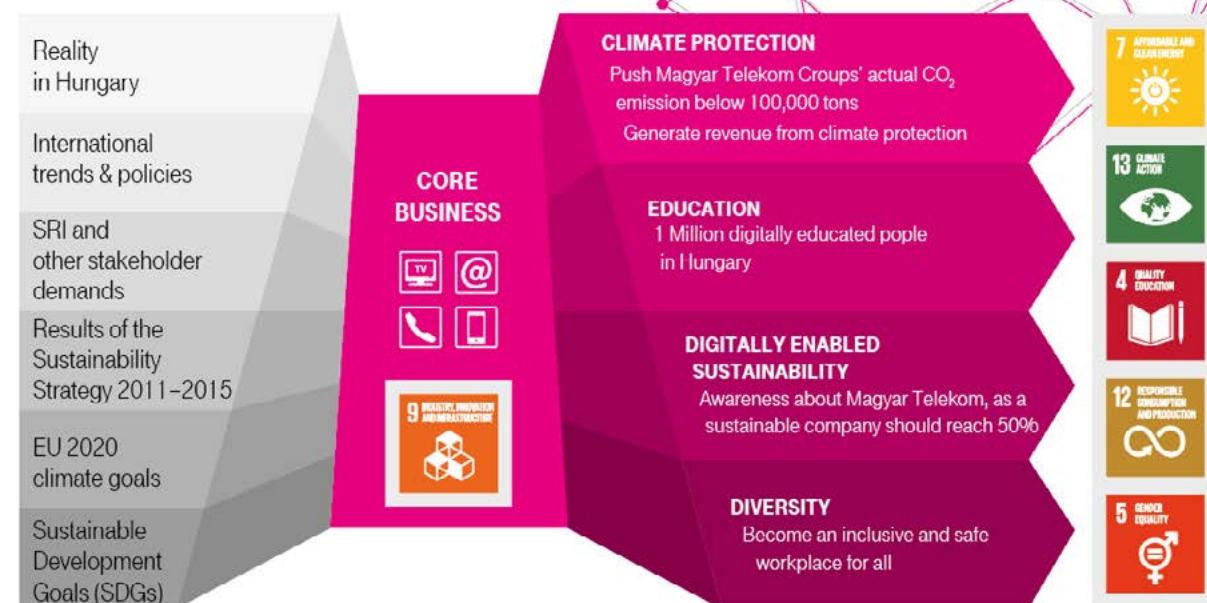 Reality
in Hungary
International
trends & policies
SRI and
other stakeholder
demands
Results of the
Sustainability
Strategy 2011–2015
EU 2020
climate goals
Sustainable
Development
Goals (SDGs)
CORE
BUSINESS
TV
@
9 INDUSTRY, INNOVATION
AND INFRASTRUCTURE
CLIMATE PROTECTION
Push Magyar Telekom Croups' actual CO₂
emission below 100,000 tons
Generate revenue from climate protection
EDUCATION
1 Million digitally educated pople
in Hungary
DIGITALLY ENABLED
SUSTAINABILITY
Awareness about Magyar Telekom, as a
sustainable company should reach 50%
DIVERSITY
Become an inclusive and safe
workplace for all
7 AFFORDABLE AND
CLEAN ENERGY
13 CLIMATE
ACTION
4 QUALITY
EDUCATION
12 RESPONSIBLE
CONSUMPTION
AND PRODUCTION
5 GENDER
EQUALITY